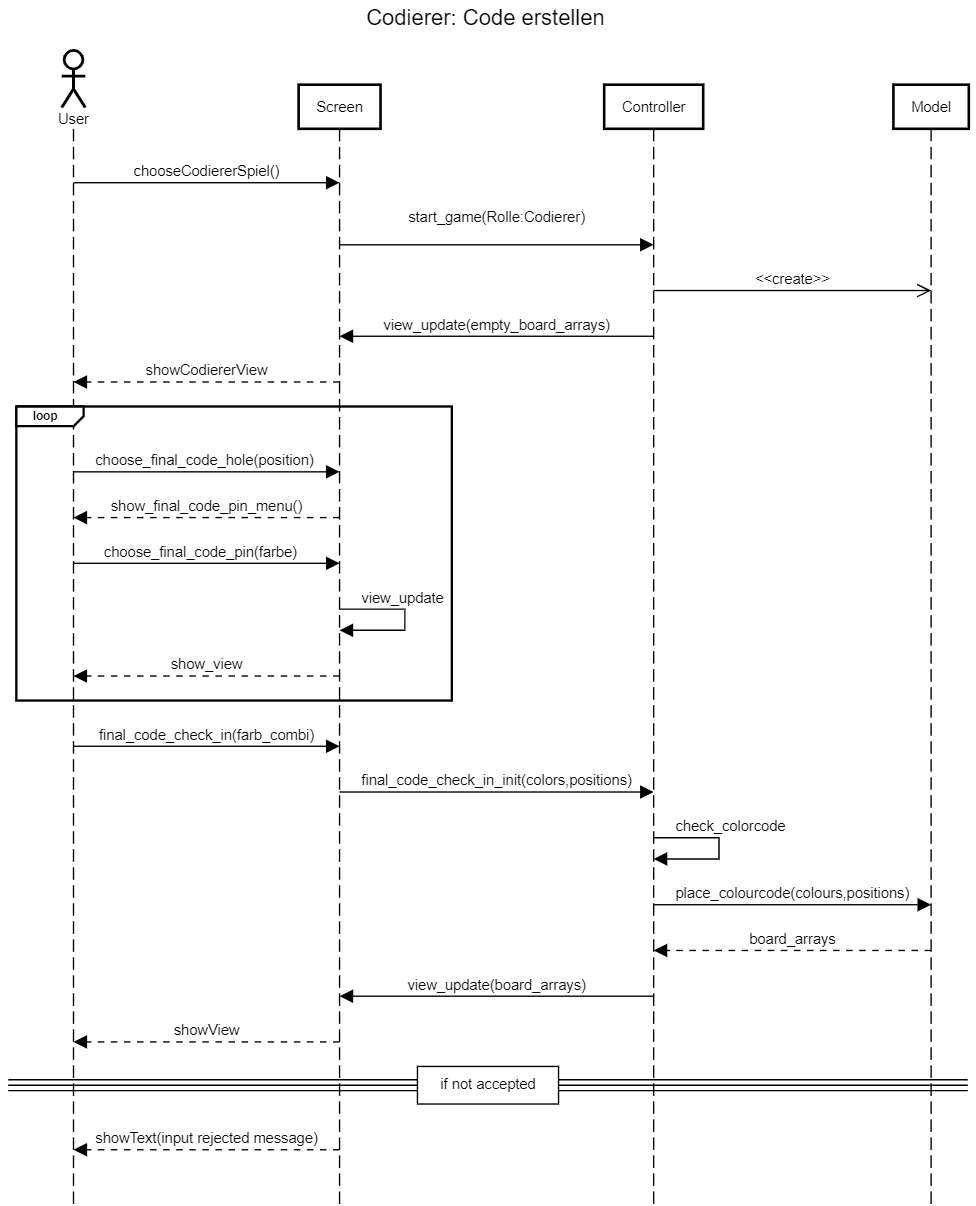 Codierer: Code erstellen
User
Screen
Controller
Model
chooseCodiererSpiel()
start_game(Rolle:Codierer)
<<create>>
view_update(empty_board_arrays)
showCodiererView
loop
choose_final_code_hole(position)
show_final_code_pin_menu()
choose_final_code_pin(farbe)
view_update
show_view
final_code_check_in(farb_combi)
final_code_check_in_init(colors,positions)
check_colorcode
place_colourcode(colours,positions)
board_arrays
view_update(board_arrays)
showView
if not accepted
showText(input rejected message)